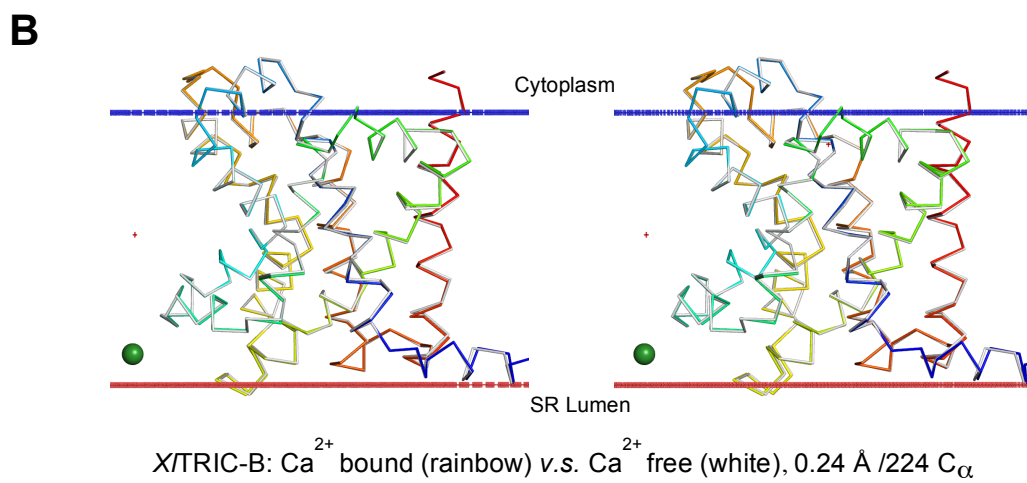 B
Cytoplasm
SR Lumen
XlTRIC-B: Ca²⁺ bound (rainbow) v.s. Ca²⁺ free (white), 0.24 Å /224 Cα